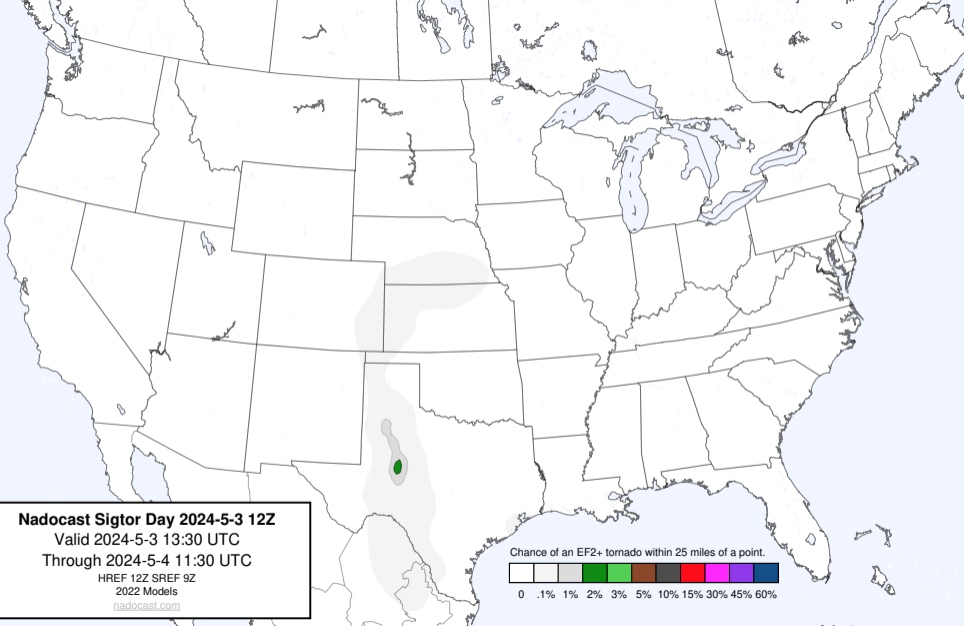 Nadocast Sigtor Day 2024-5-3 12Z
Valid 2024-5-3 13:30 UTC
Through 2024-5-4 11:30 UTC
HREF 12Z SREF 9Z
2022 Models
nadocast.com
Chance of an EF2+ tornado within 25 miles of a point.
0 .1% 1% 2% 3% 5% 10% 15% 30% 45% 60%